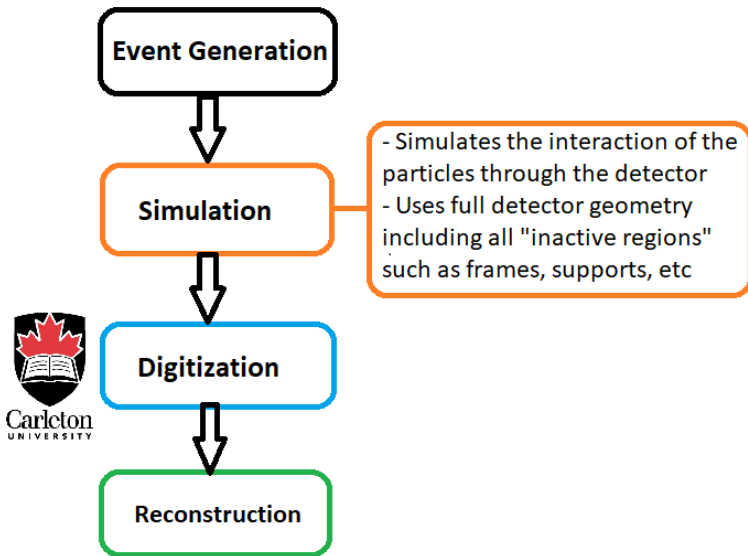 Event Generation
Simulation
- Simulates the interaction of the
particles through the detector
- Uses full detector geometry
including all "inactive regions"
such as frames, supports, etc
Digitization
Carleton
UNIVERSITY
Reconstruction